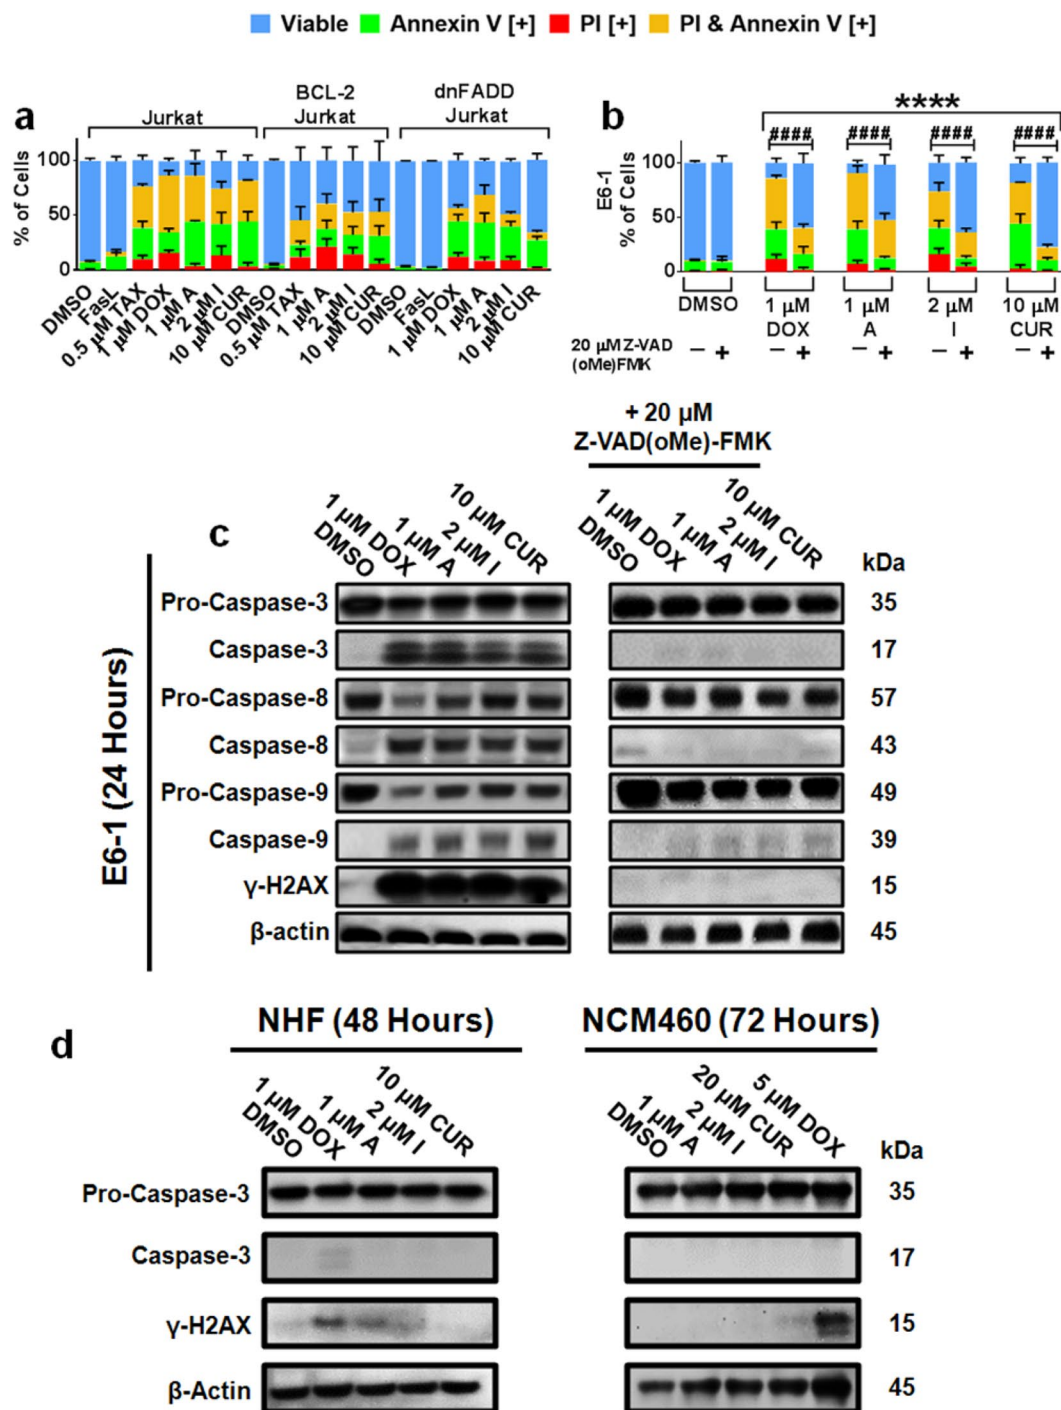 Viable Annexin V [+] PI [+] PI & Annexin V [+]
a
Jurkat
BCL-2
Jurkat
dnFADD
Jurkat
% of Cells
100
50
0
DMSO
FasL
0.5 µM TAX
1 µM DOX
1 µM A
2 µM I
10 µM CUR
DMSO
0.5 µM TAX
1 µM A
2 µM I
10 µM CUR
DMSO
FasL
1 µM DOX
1 µM A
2 µM I
10 µM CUR
b
****
#### #### #### ####
E6-1
% of Cells
100
50
0
DMSO
1 µM
DOX
1 µM
A
2 µM
I
10 µM
CUR
20 µM Z-VAD
(oMe)FMK
– + – + – + – + – +
+ 20 µM
Z-VAD(oMe)-FMK
c
DMSO
1 µM DOX
1 µM A
2 µM I
10 µM CUR
DMSO
1 µM DOX
1 µM A
2 µM I
10 µM CUR
kDa
E6-1 (24 Hours)
Pro-Caspase-3 35
Caspase-3 17
Pro-Caspase-8 57
Caspase-8 43
Pro-Caspase-9 49
Caspase-9 39
γ-H2AX 15
β-actin 45
d
NHF (48 Hours)
NCM460 (72 Hours)
DMSO
1 µM DOX
1 µM A
2 µM I
10 µM CUR
DMSO
1 µM A
2 µM I
20 µM CUR
5 µM DOX
kDa
Pro-Caspase-3 35
Caspase-3 17
γ-H2AX 15
β-Actin 45